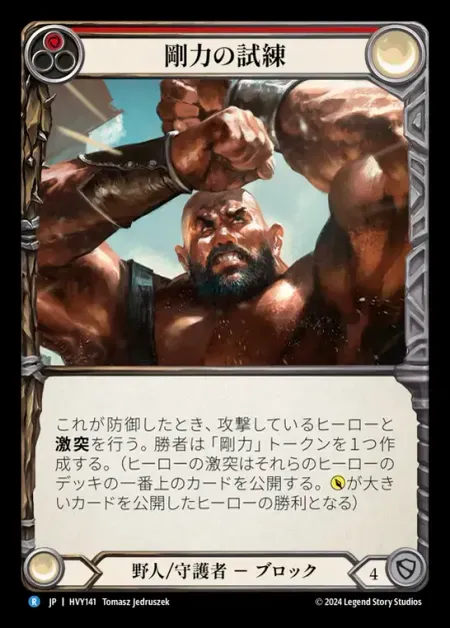 剛力の試練
これが防御したとき、攻撃しているヒーローと
激突を行う。勝者は「剛力」トークンを1つ作
成する。（ヒーローの激突はそれらのヒーローの
デッキの一番上のカードを公開する。が大き
いカードを公開したヒーローの勝利となる）
野人/守護者 － ブロック
4
R JP | HVY141 Tomasz Jedruszek
© 2024 Legend Story Studios